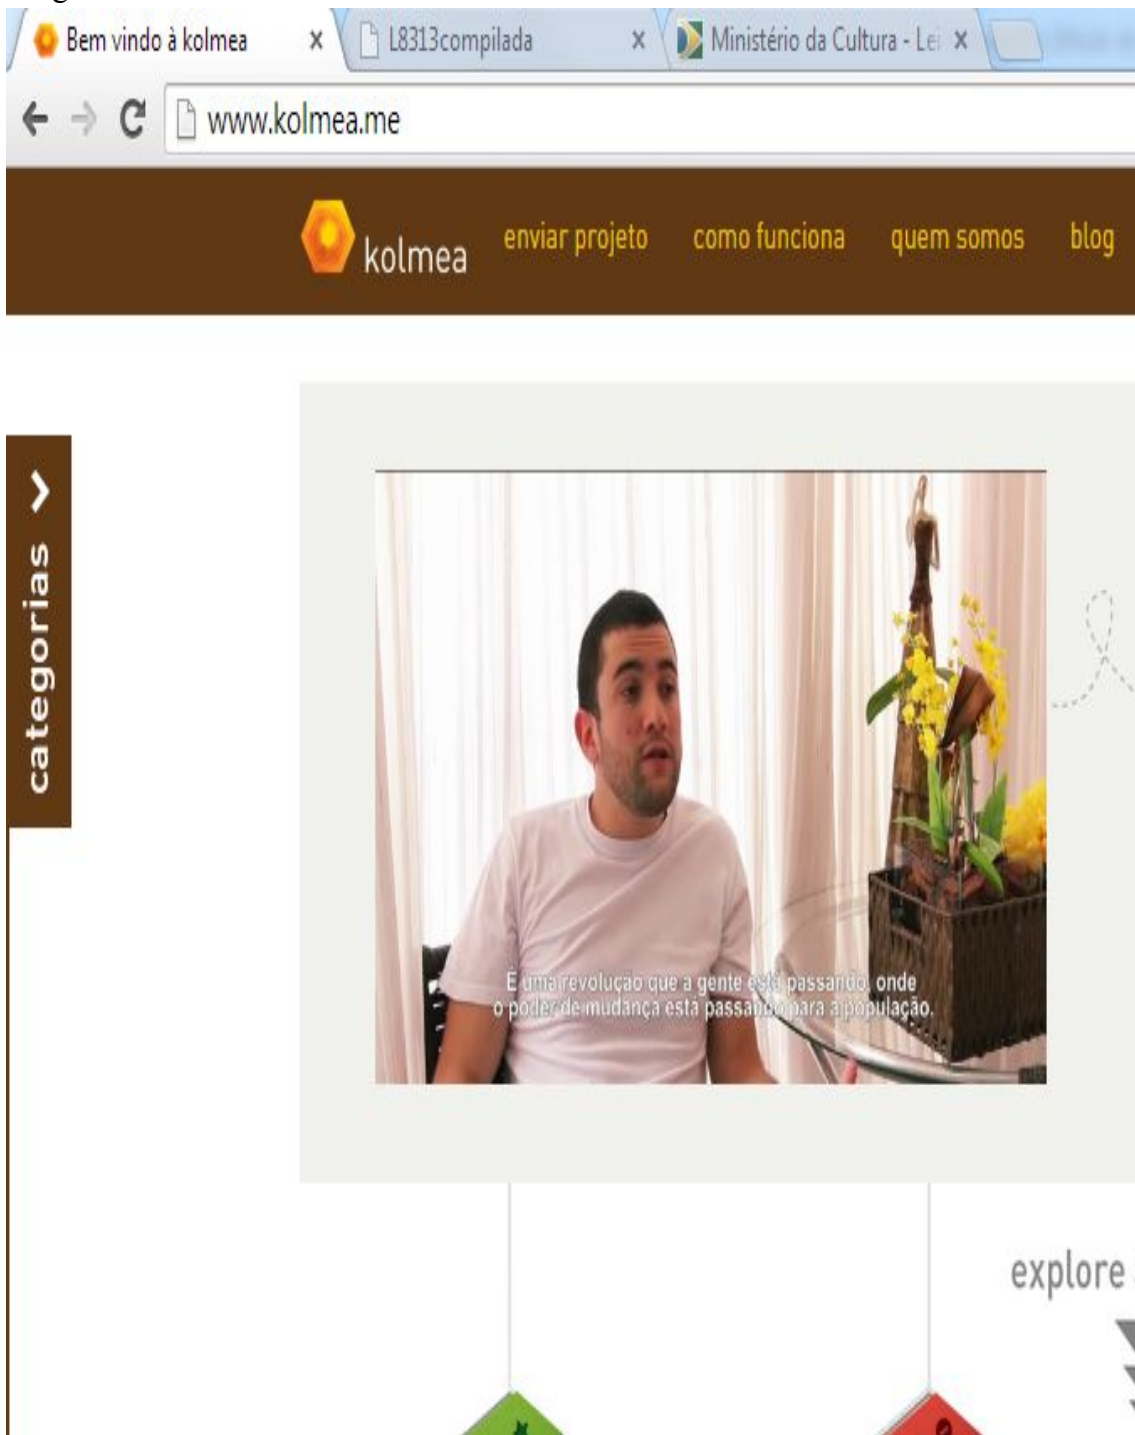 Bem vindo à kolmea
L8313compilada
Ministério da Cultura - Lei
www.kolmea.me
kolmea
enviar projeto
como funciona
quem somos
blog
categorias
É uma revolução que a gente está passando, onde
o poder de mudança está passando para a população.
explore